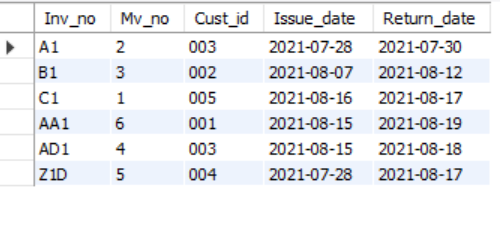 Inv_no Mv_no Cust_id Issue_date Return_date
A1 2 003 2021-07-28 2021-07-30
B1 3 002 2021-08-07 2021-08-12
C1 1 005 2021-08-16 2021-08-17
AA1 6 001 2021-08-15 2021-08-19
AD1 4 003 2021-08-15 2021-08-18
Z1D 5 004 2021-07-28 2021-08-17